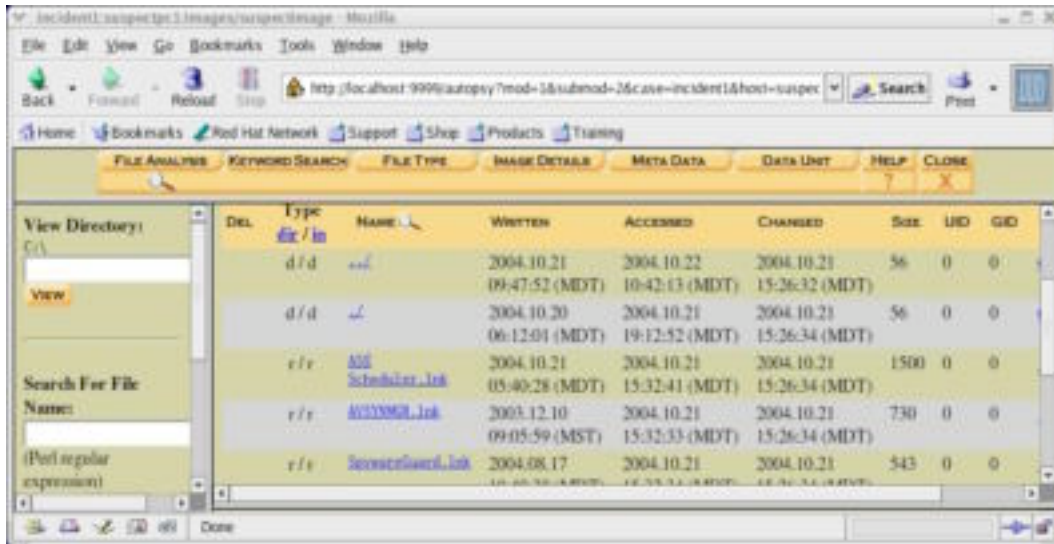 incident1:suspectpc1.images/suspectimage - Mozilla
File Edit View Go Bookmarks Tools Window Help
Back Forward Reload Stop http://localhost:9999/autopsy?mod=1&submod=2&case=incident1&host=suspec Search Print
Home Bookmarks Red Hat Network Support Shop Products Training
FILE ANALYSIS KEYWORD SEARCH FILE TYPE IMAGE DETAILS META DATA DATA UNIT HELP CLOSE
? X
View Directory:
C:\
VIEW
Search For File
Name:
(Perl regular
expression)
DEL Type NAME WRITTEN ACCESSED CHANGED SIZE UID GID
dir / in
d / d ../ 2004.10.21 2004.10.22 2004.10.21 56 0 0
09:47:52 (MDT) 10:42:13 (MDT) 15:26:32 (MDT)
d / d ./ 2004.10.20 2004.10.21 2004.10.21 56 0 0
06:12:01 (MDT) 19:12:52 (MDT) 15:26:34 (MDT)
r / r 2004.10.21 2004.10.21 2004.10.21 1500 0 0
Scheduler.lnk 05:40:28 (MDT) 15:32:41 (MDT) 15:26:34 (MDT)
r / r AVSYNMGR.lnk 2003.12.10 2004.10.21 2004.10.21 730 0 0
09:05:59 (MST) 15:32:33 (MDT) 15:26:34 (MDT)
r / r SpywareGuard.lnk 2004.08.17 2004.10.21 2004.10.21 543 0 0
Done